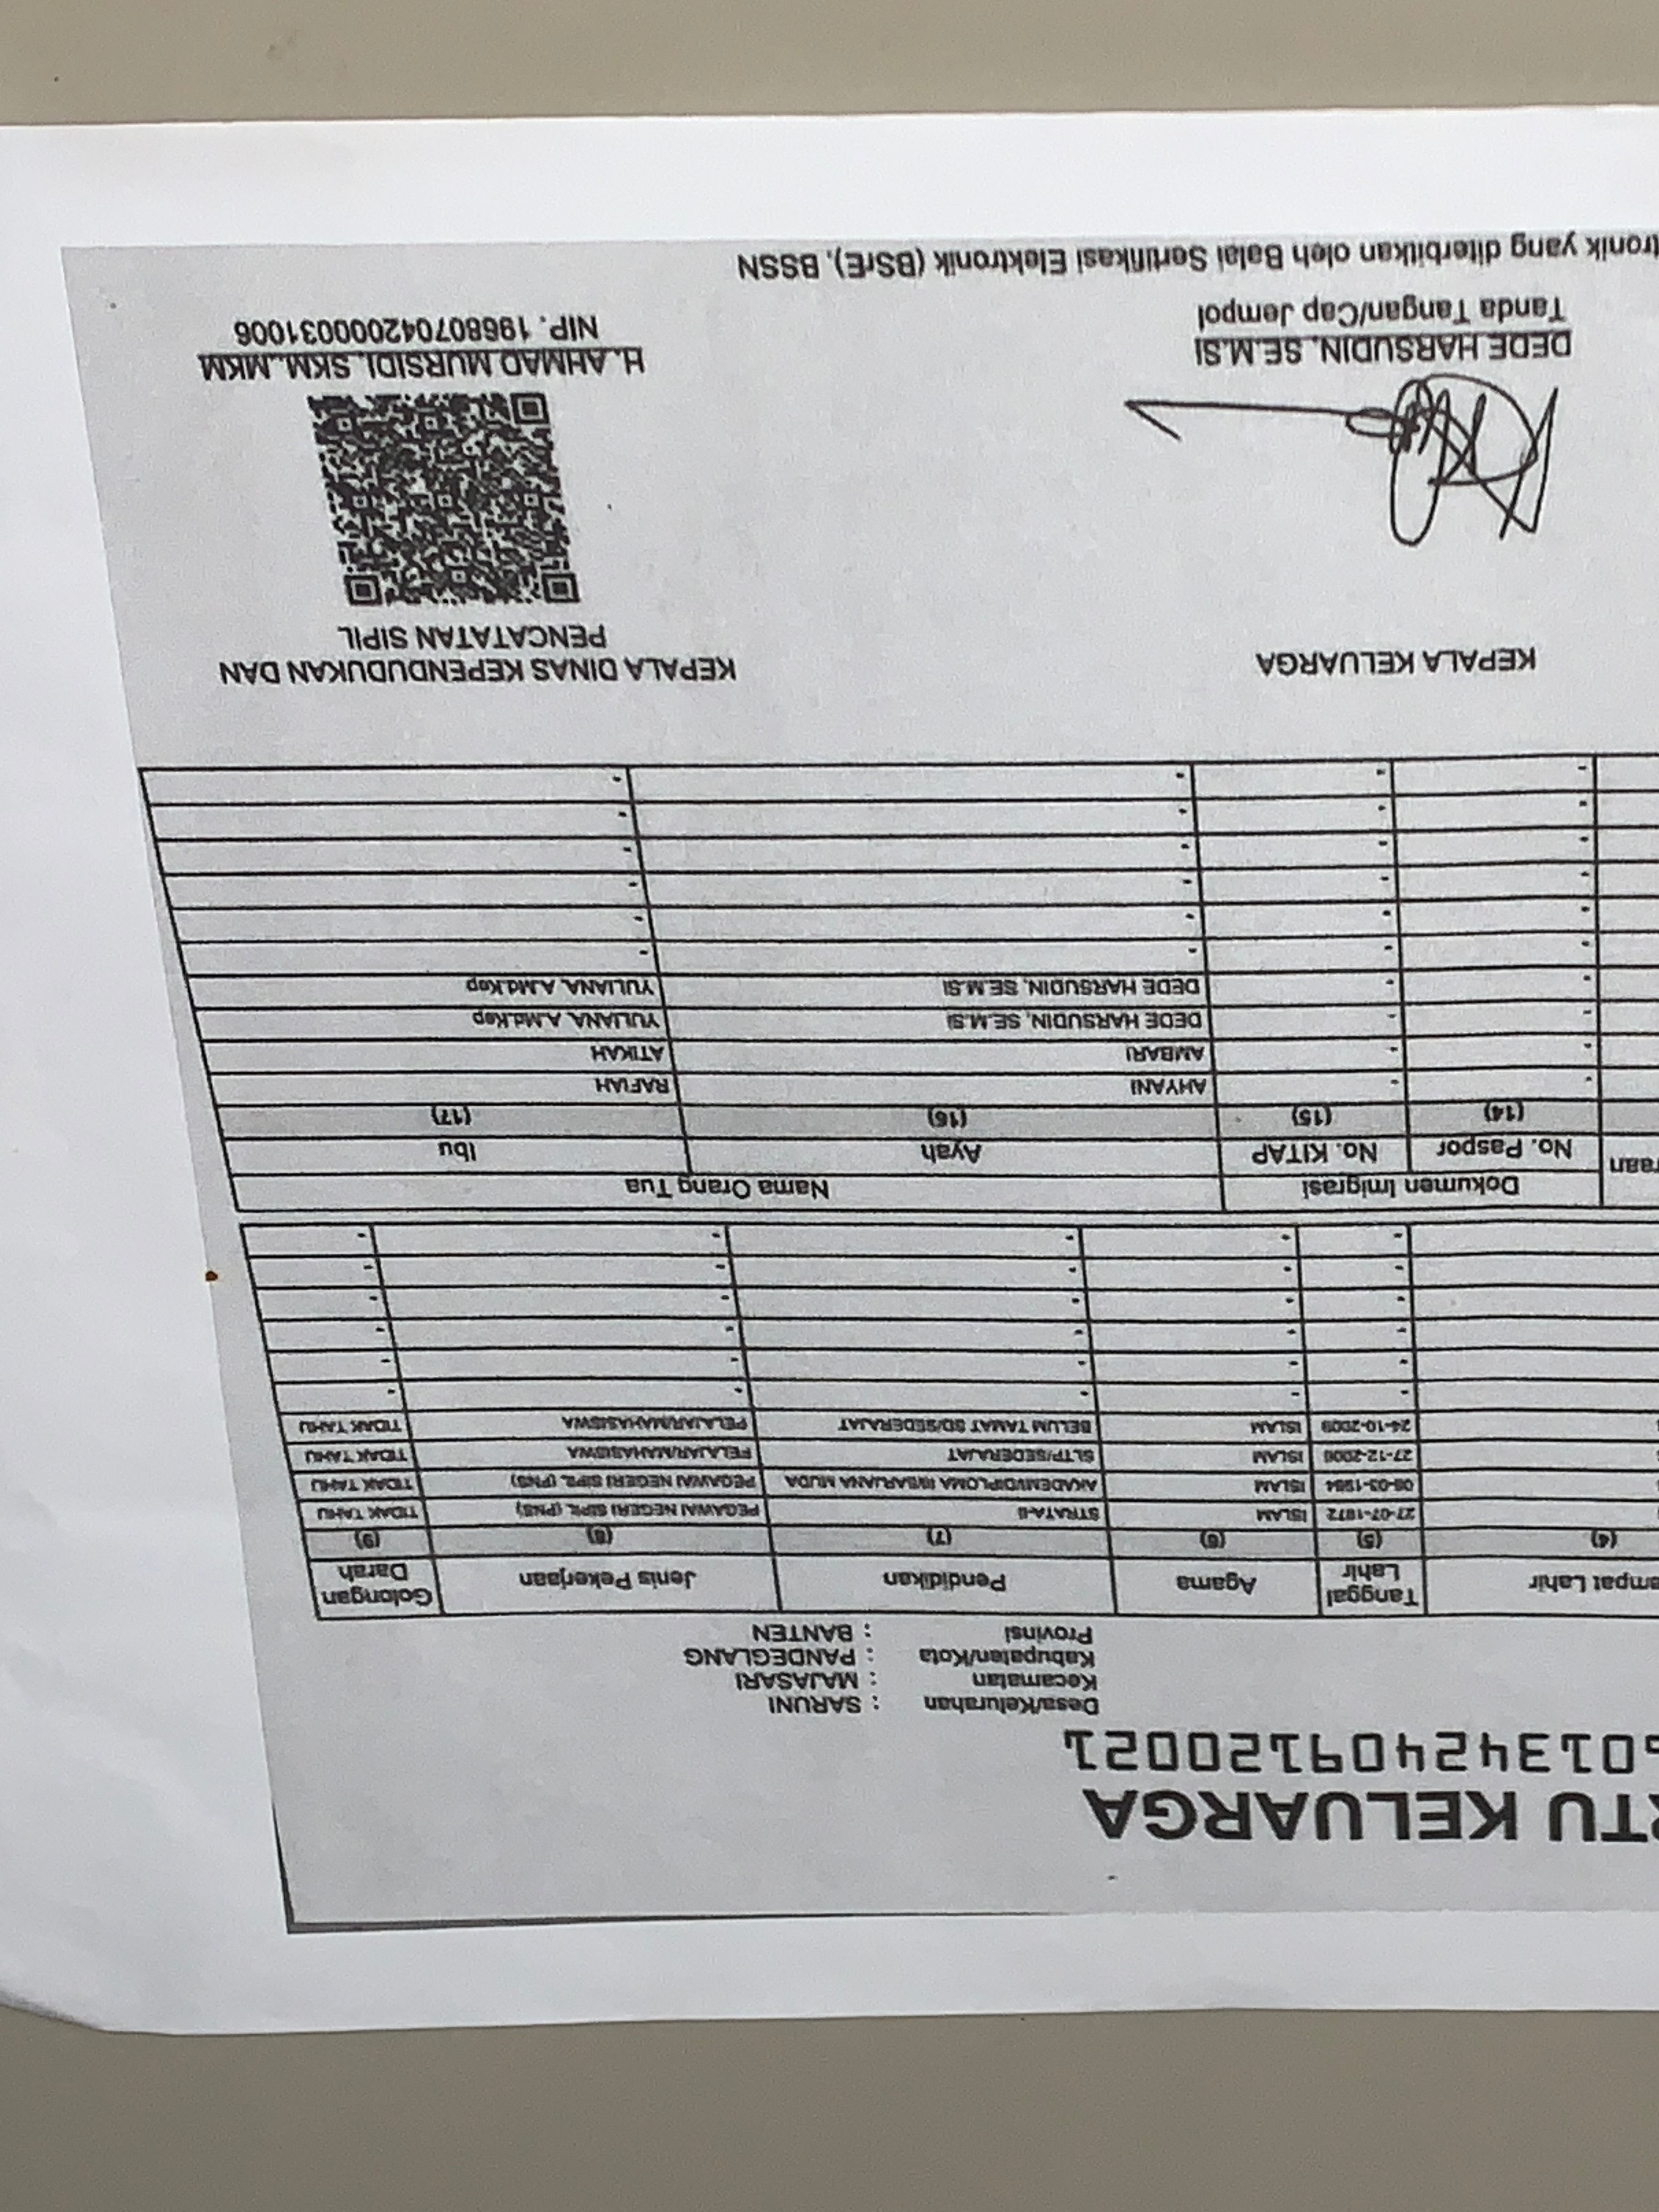 RTU KELUARGA
601342409120021
Desa/Kelurahan : SARUNI
Kecamatan : MAJASARI
Kabupaten/Kota : PANDEGLANG
Provinsi : BANTEN
Tempat Lahir Tanggal Lahir Agama Pendidikan Jenis Pekerjaan Golongan Darah
(4) (5) (6) (7) (8) (9)
27-07-1972 ISLAM STRATA-II PEGAWAI NEGERI SIPIL (PNS) TIDAK TAHU
ISLAM AKADEMI/DIPLOMA III/SARJANA MUDA PEGAWAI NEGERI SIPIL (PNS) TIDAK TAHU
27-12-2006 ISLAM SLTP/SEDERAJAT PELAJAR/MAHASISWA TIDAK TAHU
24-10-2009 ISLAM BELUM TAMAT SD/SEDERAJAT PELAJAR/MAHASISWA TIDAK TAHU
- - - - -
- - - - -
- - - - -
- - - - -
- - - - -
- - - - -
raan Dokumen Imigrasi Nama Orang Tua
No. Paspor No. KITAP Ayah Ibu
(14) (15) (16) (17)
- - AHYANI RAFIAH
- - AMBARI ATIKAH
- - DEDE HARSUDIN, SE.M.SI YULIANA, A.Md.Kep
- - DEDE HARSUDIN, SE.M.SI YULIANA, A.Md.Kep
- - - -
- - - -
- - - -
- - - -
- - - -
- - - -
KEPALA KELUARGA
KEPALA DINAS KEPENDUDUKAN DAN
PENCATATAN SIPIL
DEDE HARSUDIN, SE.M.SI
Tanda Tangan/Cap Jempol
H. AHMAD MURSIDI, SKM.,MKM
NIP. 196807042000031006
tronik yang diterbitkan oleh Balai Sertifikasi Elektronik (BSrE), BSSN